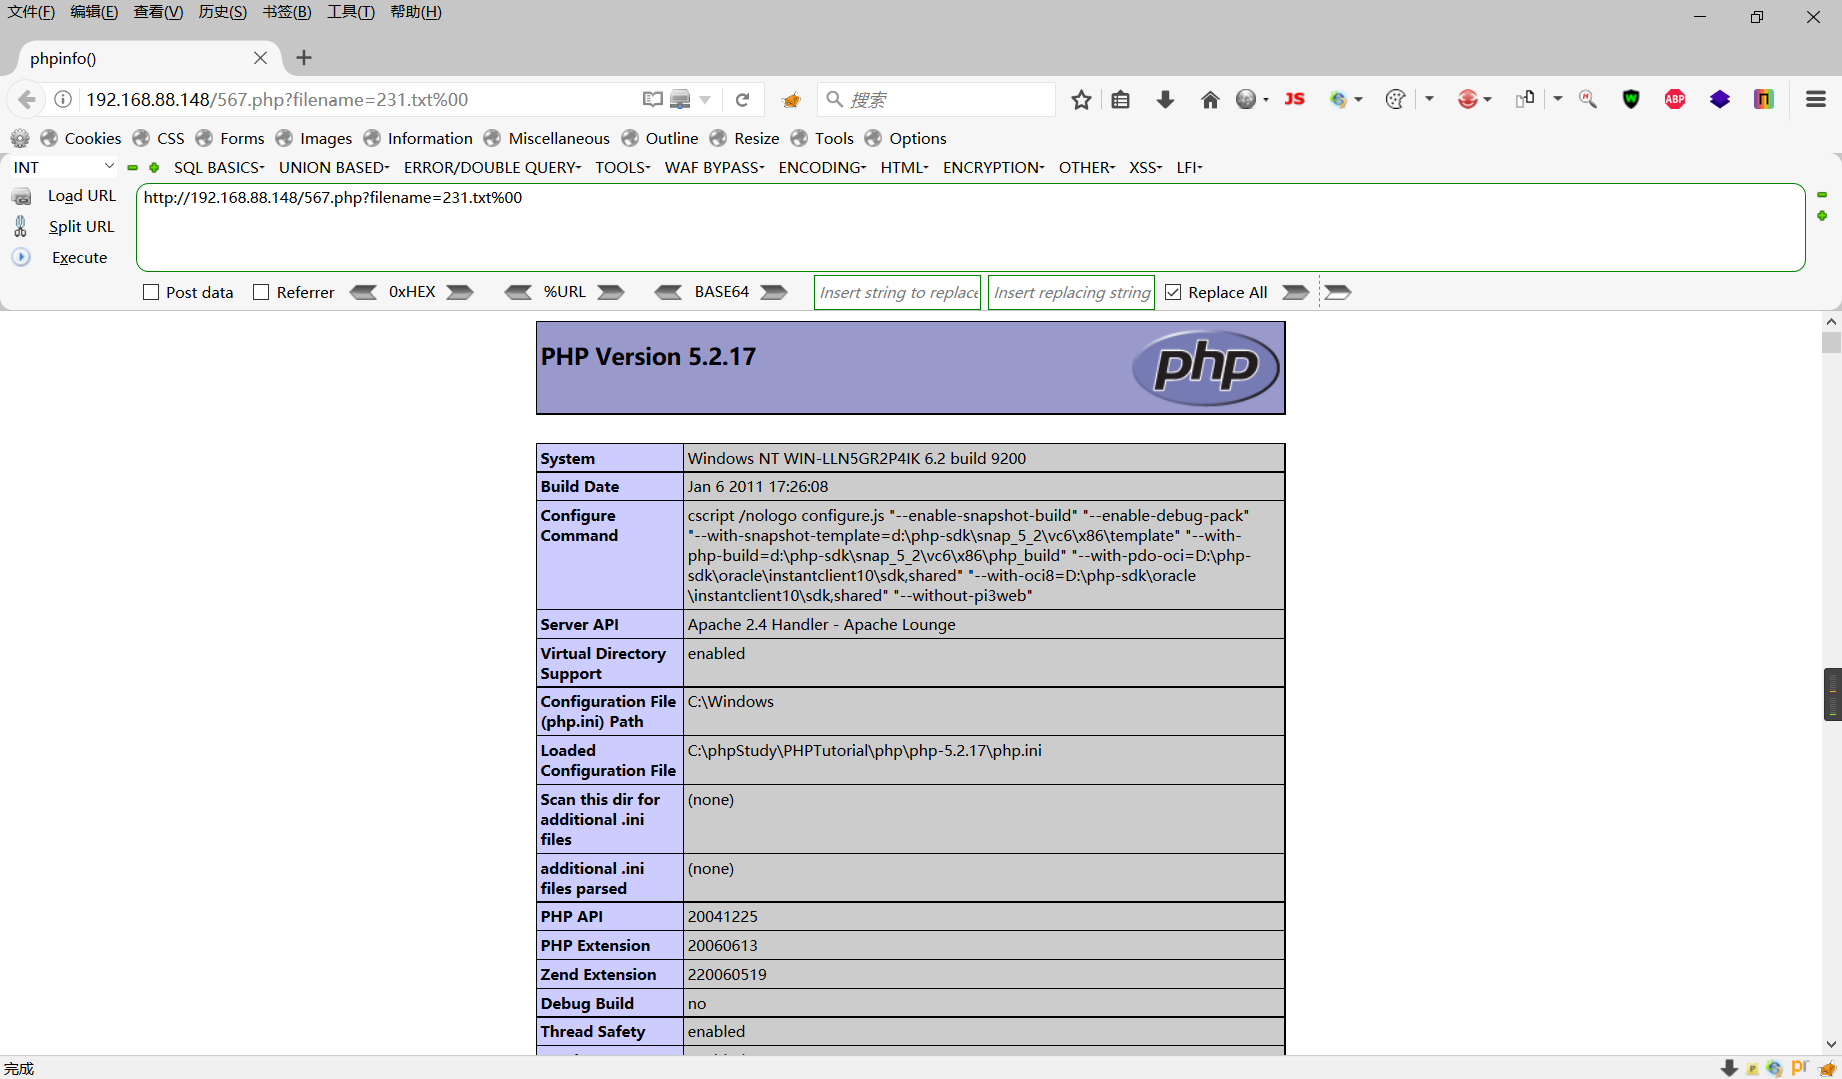 文件(F) 编辑(E) 查看(V) 历史(S) 书签(B) 工具(T) 帮助(H)
phpinfo()
192.168.88.148/567.php?filename=231.txt%00
搜索
JS
ABP
Cookies CSS Forms Images Information Miscellaneous Outline Resize Tools Options
INT
SQL BASICS UNION BASED ERROR/DOUBLE QUERY TOOLS WAF BYPASS ENCODING HTML ENCRYPTION OTHER XSS LFI
Load URL
http://192.168.88.148/567.php?filename=231.txt%00
Split URL
Execute
Post data Referrer 0xHEX %URL BASE64 Insert string to replace Insert replacing string Replace All
PHP Version 5.2.17
php
System Windows NT WIN-LLN5GR2P4IK 6.2 build 9200
Build Date Jan 6 2011 17:26:08
Configure Command
cscript /nologo configure.js "--enable-snapshot-build" "--enable-debug-pack"
"--with-snapshot-template=d:\php-sdk\snap_5_2\vc6\x86\template" "--with-
php-build=d:\php-sdk\snap_5_2\vc6\x86\php_build" "--with-pdo-oci=D:\php-
sdk\oracle\instantclient10\sdk,shared" "--with-oci8=D:\php-sdk\oracle
\instantclient10\sdk,shared" "--without-pi3web"
Server API Apache 2.4 Handler - Apache Lounge
Virtual Directory
Support
enabled
Configuration File
(php.ini) Path
C:\Windows
Loaded
Configuration File
C:\phpStudy\PHPTutorial\php\php-5.2.17\php.ini
Scan this dir for
additional .ini
files
(none)
additional .ini
files parsed
(none)
PHP API 20041225
PHP Extension 20060613
Zend Extension 220060519
Debug Build no
Thread Safety enabled
完成
pr